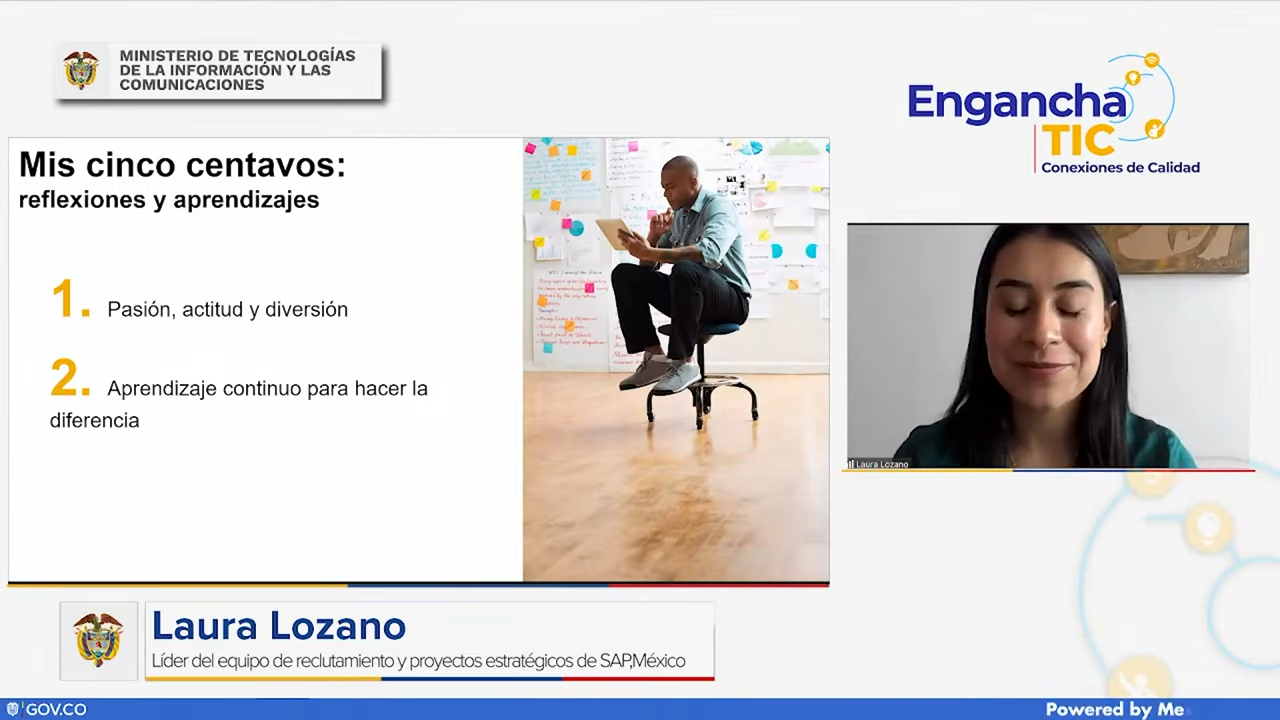 MINISTERIO DE TECNOLOGÍAS
DE LA INFORMACIÓN Y LAS
COMUNICACIONES
Engancha
TIC
Conexiones de Calidad
Mis cinco centavos:
reflexiones y aprendizajes
1. Pasión, actitud y diversión
2. Aprendizaje continuo para hacer la
diferencia
Laura Lozano
Laura Lozano
Líder del equipo de reclutamiento y proyectos estratégicos de SAP,México
GOV.CO
Powered by Me